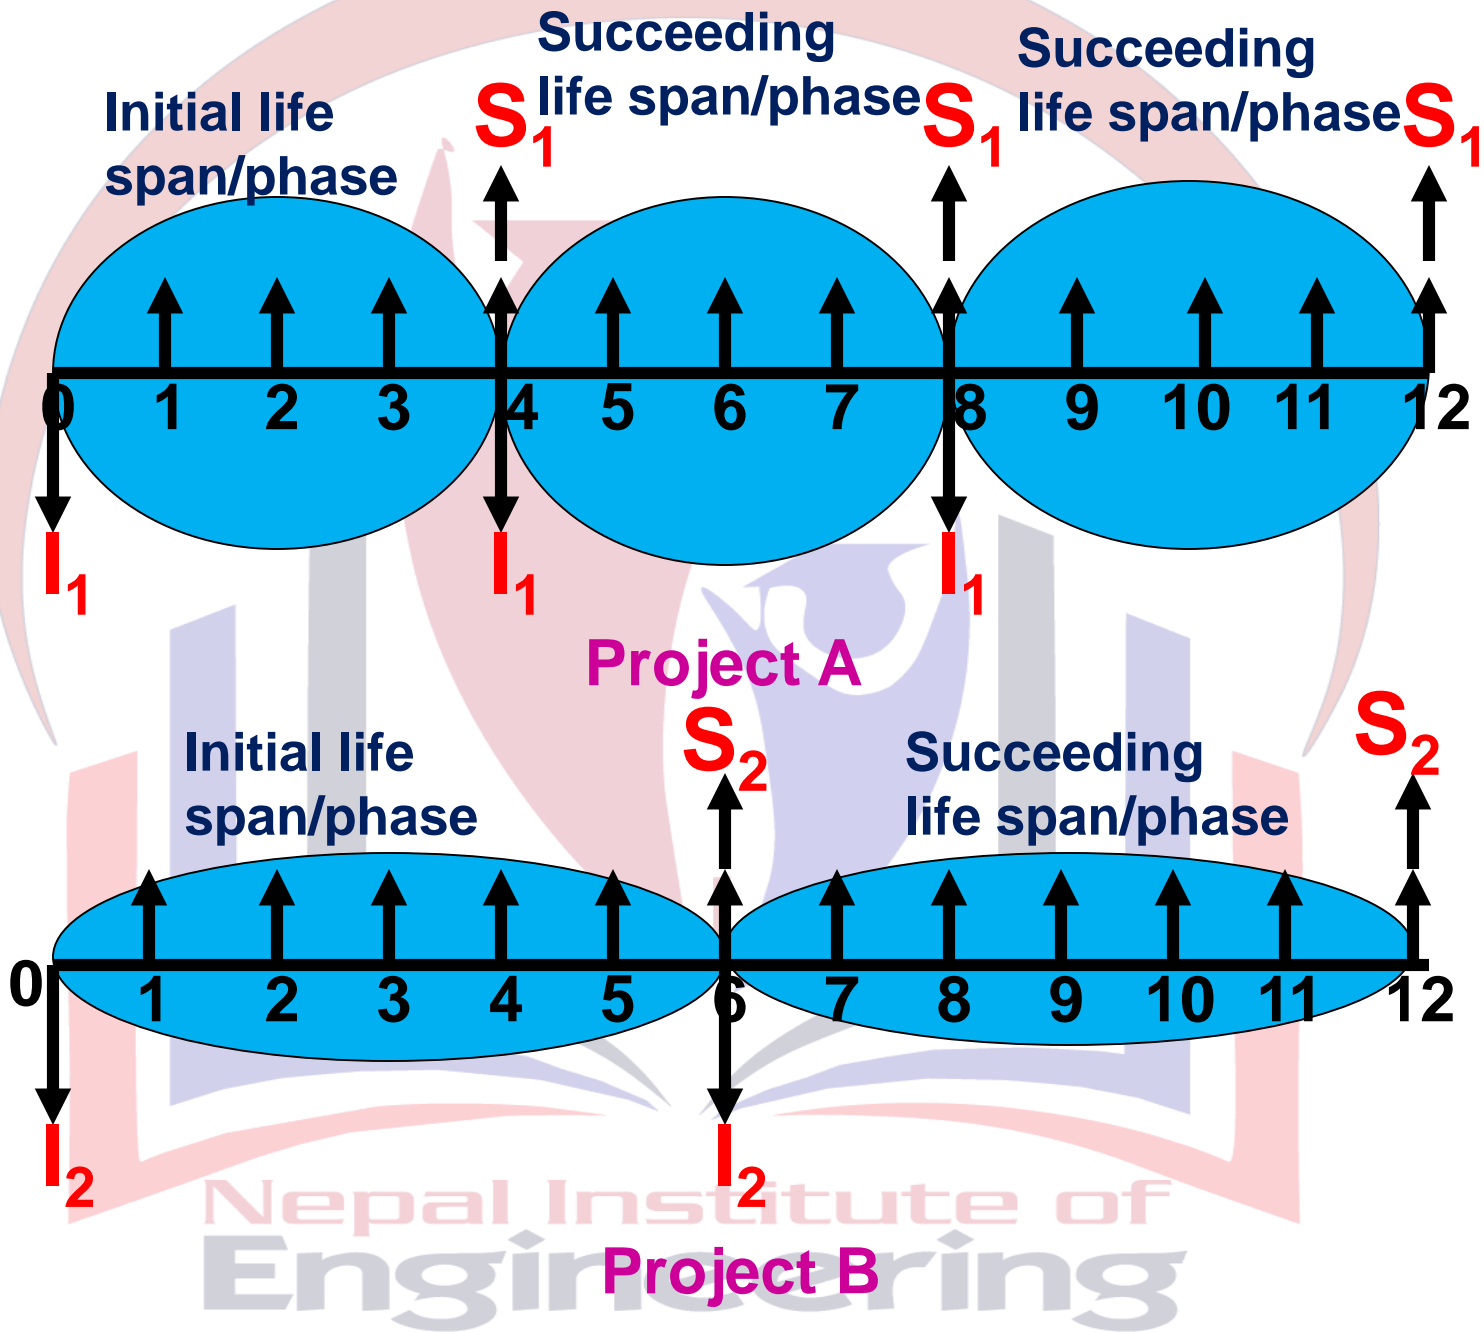 Succeeding
life span/phase
Succeeding
life span/phase
Initial life
span/phase
S1
S1
S1
0 1 2 3 4 5 6 7 8 9 10 11 12
I1
I1
I1
Project A
Initial life
span/phase
S2
Succeeding
life span/phase
S2
0 1 2 3 4 5 6 7 8 9 10 11 12
I2
I2
Nepal Institute of
Engineering
Project B